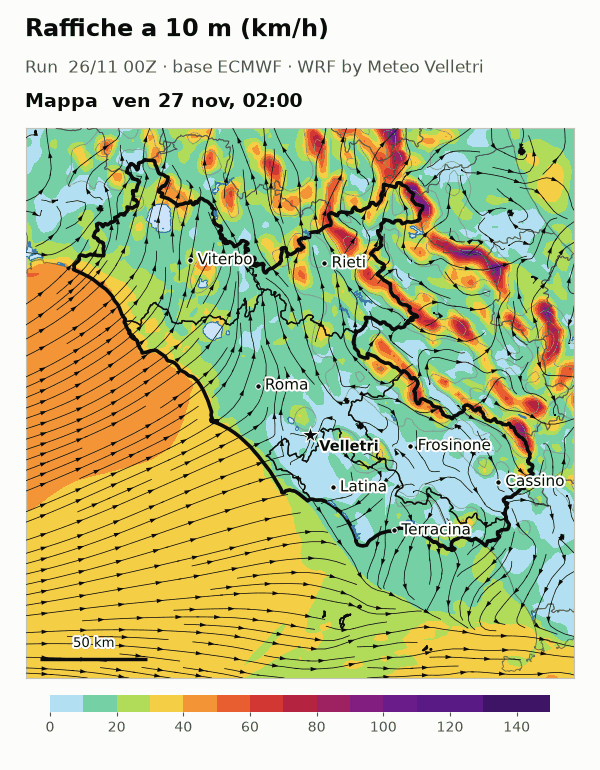 Raffiche a 10 m (km/h)
Run  26/11 00Z · base ECMWF · WRF by Meteo Velletri
Mappa  ven 27 nov, 02:00
Viterbo
Rieti
Roma
Velletri
Frosinone
Latina
Cassino
Terracina
50 km
0 20 40 60 80 100 120 140